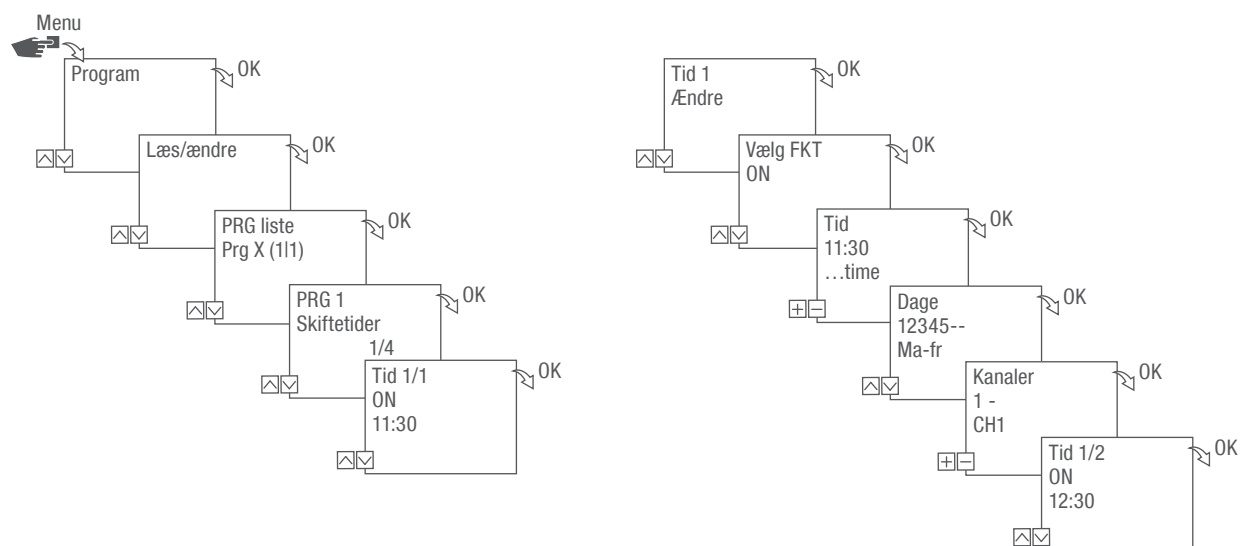 Menu
Program
OK
Læs/ændre
OK
PRG liste
Prg X (1|1)
OK
PRG 1
Skiftetider
1/4
OK
Tid 1/1
ON
11:30
OK
Tid 1
Ændre
OK
Vælg FKT
ON
OK
Tid
11:30
…time
OK
Dage
12345--
Ma-fr
OK
Kanaler
1 -
CH1
OK
Tid 1/2
ON
12:30
OK